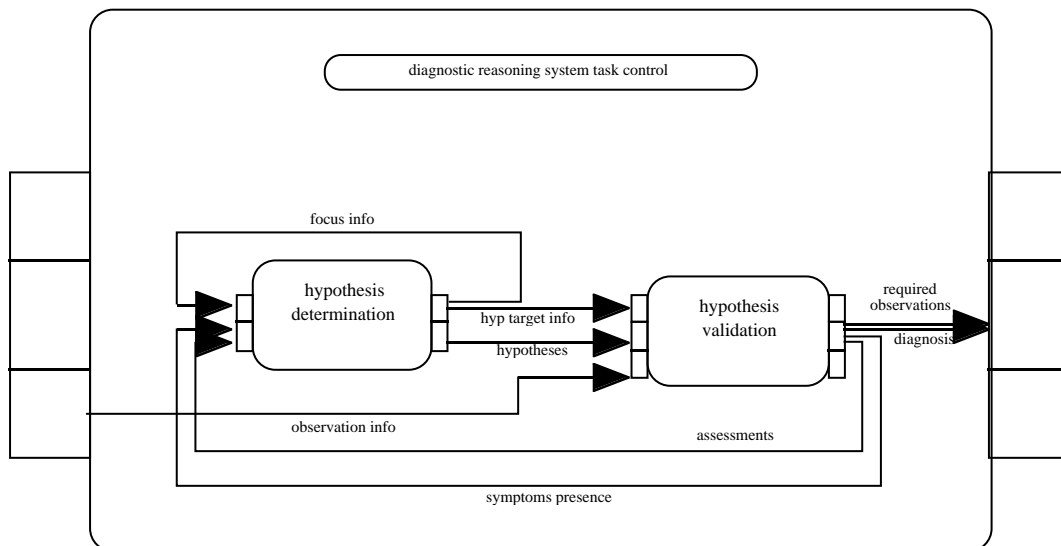 diagnostic reasoning system task control
focus info
hypothesis
determination
hyp target info
hypotheses
hypothesis
validation
required
observations
diagnosis
observation info
assessments
symptoms presence